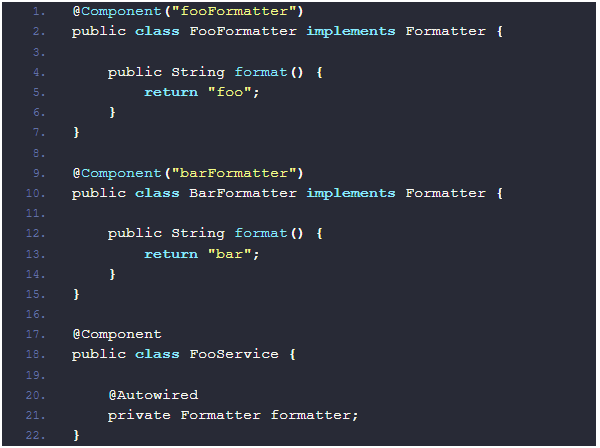 1. @Component("fooFormatter")
2. public class FooFormatter implements Formatter {
3.
4.     public String format() {
5.         return "foo";
6.     }
7. }
8.
9. @Component("barFormatter")
10. public class BarFormatter implements Formatter {
11.
12.     public String format() {
13.         return "bar";
14.     }
15. }
16.
17. @Component
18. public class FooService {
19.
20.     @Autowired
21.     private Formatter formatter;
22. }